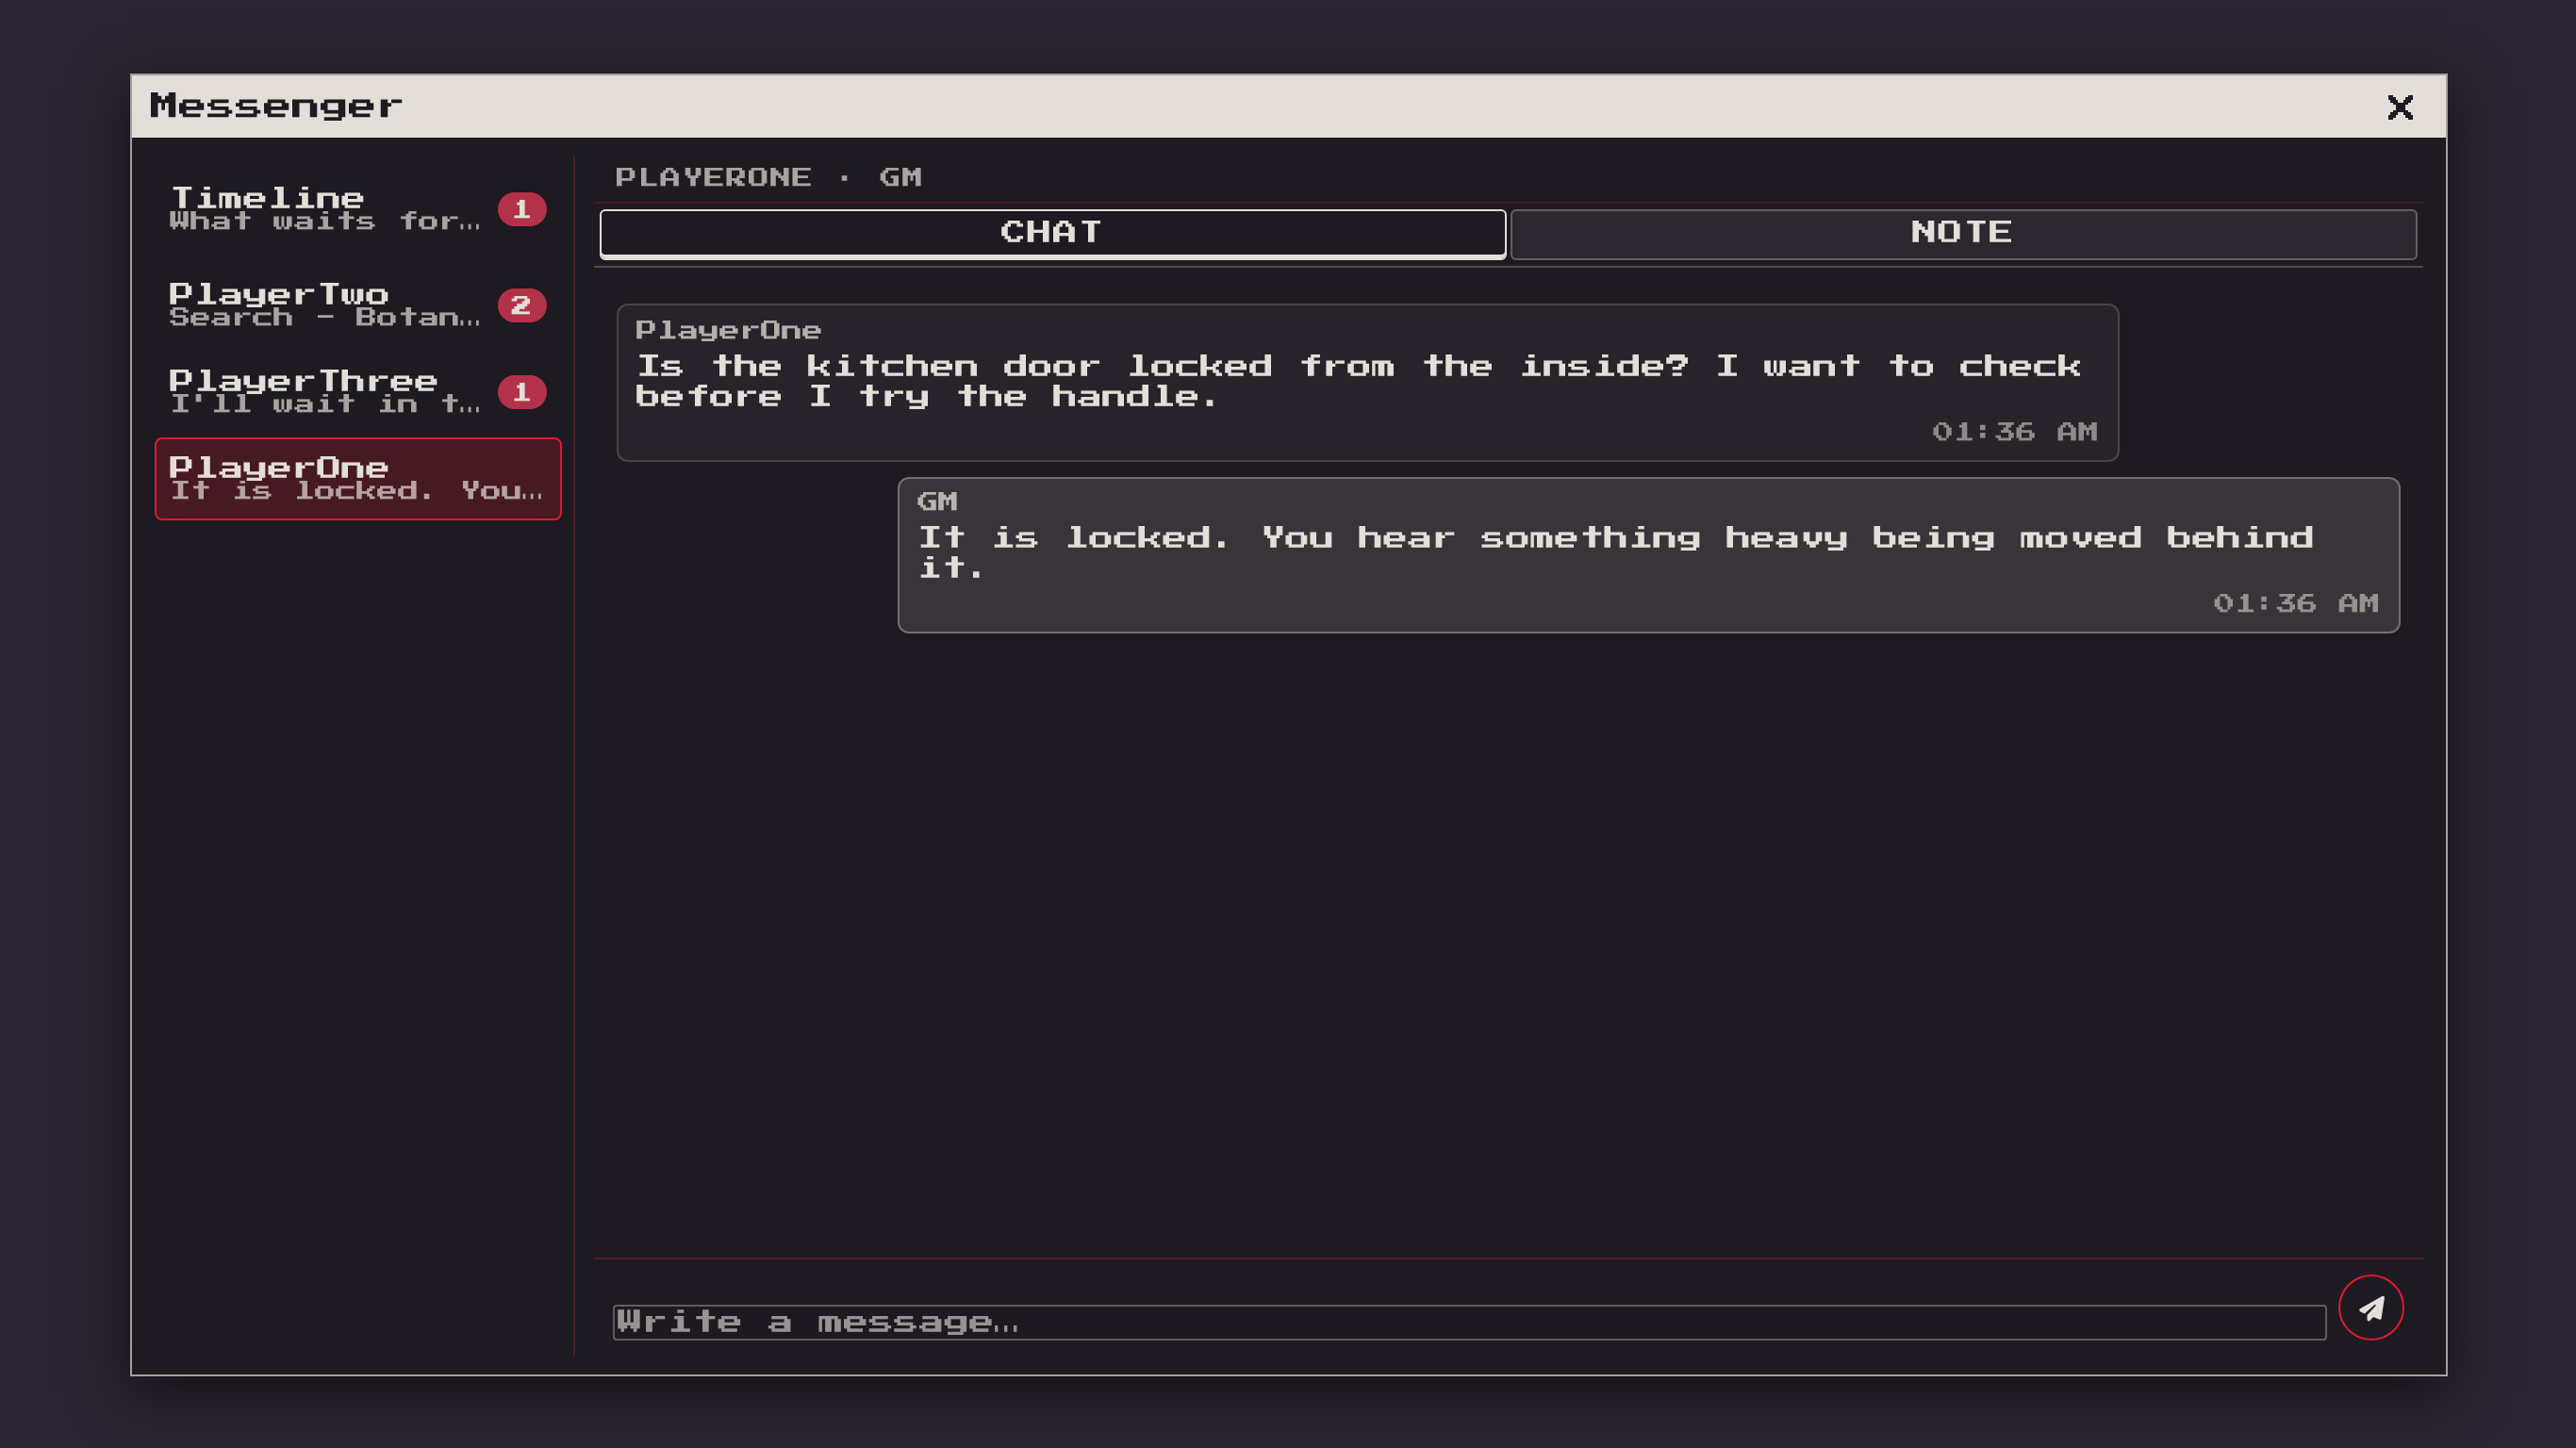 Messenger
X
Timeline
What waits for…
1
PlayerTwo
Search - Botan…
2
PlayerThree
I'll wait in t…
1
PlayerOne
It is locked. You…
PLAYERONE · GM
CHAT
NOTE
PlayerOne
Is the kitchen door locked from the inside? I want to check
before I try the handle.
01:36 AM
GM
It is locked. You hear something heavy being moved behind
it.
01:36 AM
Write a message…